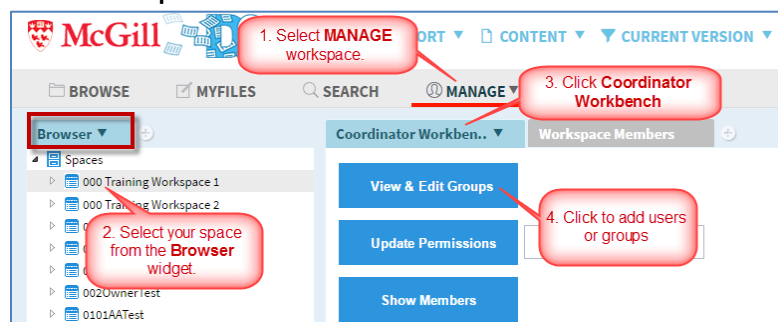 McGill
1. Select MANAGE
workspace.
ORT ▼ CONTENT ▼ CURRENT VERSION ▼
BROWSE MYFILES SEARCH MANAGE ▼
3. Click Coordinator
Workbench
Browser ▼
Coordinator Workben.. ▼ Workspace Members
Spaces
000 Training Workspace 1
000 Training Workspace 2
2. Select your space
from the Browser
widget.
002OwnerTest
0101AATest
View & Edit Groups
4. Click to add users
or groups
Update Permissions
Show Members